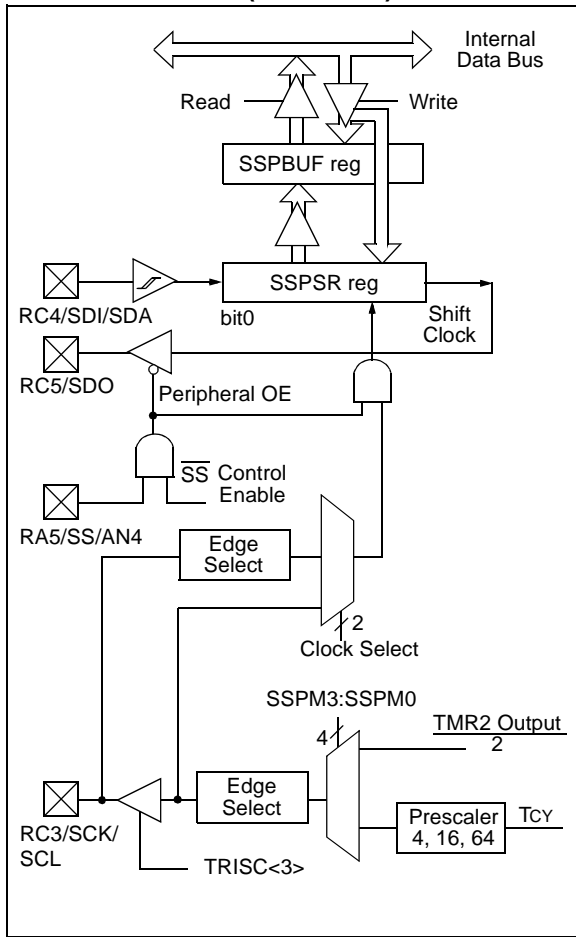 Internal
Data Bus
Read
Write
SSPBUF reg
SSPSR reg
RC4/SDI/SDA
bit0
Shift
Clock
RC5/SDO
Peripheral OE
SS Control
Enable
RA5/SS/AN4
Edge
Select
2
Clock Select
SSPM3:SSPM0
4
TMR2 Output
2
Edge
Select
Prescaler
4, 16, 64
TCY
RC3/SCK/
SCL
TRISC<3>